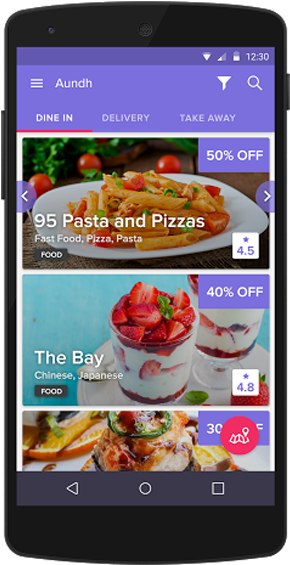 12:30
Aundh
DINE IN DELIVERY TAKE AWAY
50% OFF
95 Pasta and Pizzas
Fast Food, Pizza, Pasta
FOOD
4.5
40% OFF
The Bay
Chinese, Japanese
FOOD
4.8
30